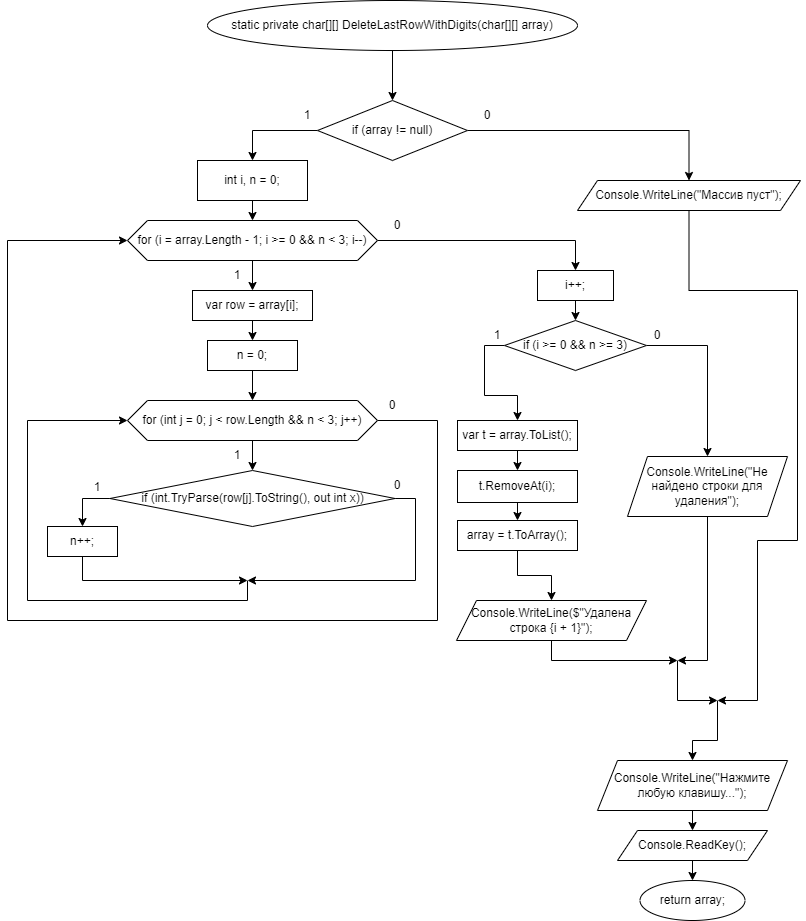 static private char[][] DeleteLastRowWithDigits(char[][] array)
1
if (array != null)
0
int i, n = 0;
Console.WriteLine("Массив пуст");
for (i = array.Length - 1; i >= 0 && n < 3; i--)
0
1
i++;
var row = array[i];
1
if (i >= 0 && n >= 3)
0
n = 0;
for (int j = 0; j < row.Length && n < 3; j++)
0
var t = array.ToList();
1
Console.WriteLine("Не
найдено строки для
удаления");
1
if (int.TryParse(row[j].ToString(), out int x))
0
t.RemoveAt(i);
n++;
array = t.ToArray();
Console.WriteLine($"Удалена
строка {i + 1}");
Console.WriteLine("Нажмите
любую клавишу...");
Console.ReadKey();
return array;